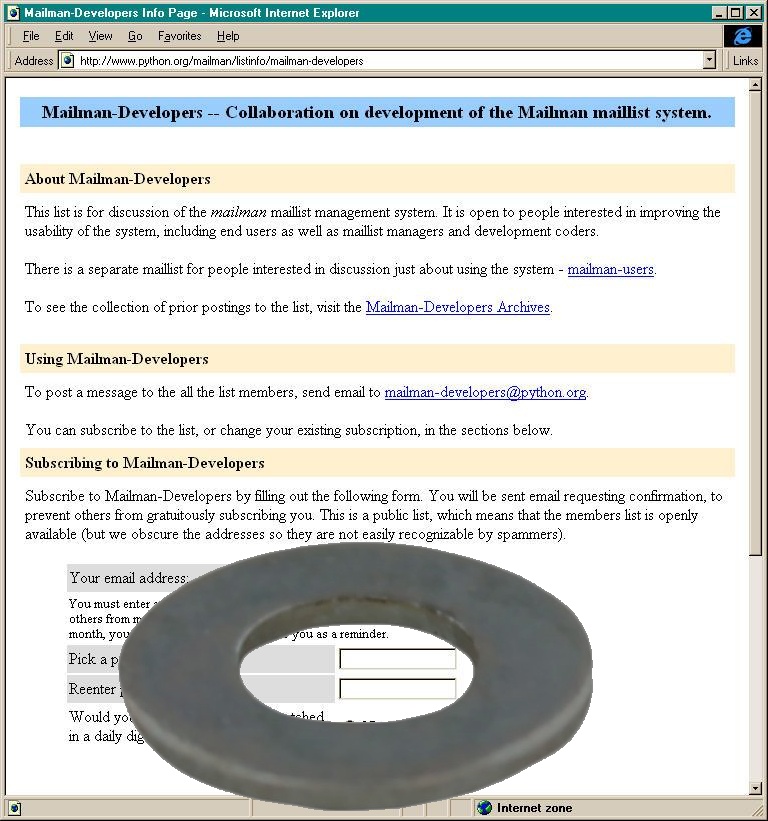 Mailman-Developers Info Page - Microsoft Internet Explorer
File Edit View Go Favorites Help
Address http://www.python.org/mailman/listinfo/mailman-developers Links
Mailman-Developers -- Collaboration on development of the Mailman maillist system.
About Mailman-Developers
This list is for discussion of the mailman maillist management system. It is open to people interested in improving the
usability of the system, including end users as well as maillist managers and development coders.
There is a separate maillist for people interested in discussion just about using the system - mailman-users.
To see the collection of prior postings to the list, visit the Mailman-Developers Archives.
Using Mailman-Developers
To post a message to the all the list members, send email to mailman-developers@python.org.
You can subscribe to the list, or change your existing subscription, in the sections below.
Subscribing to Mailman-Developers
Subscribe to Mailman-Developers by filling out the following form. You will be sent email requesting confirmation, to
prevent others from gratuitously subscribing you. This is a public list, which means that the members list is openly
available (but we obscure the addresses so they are not easily recognizable by spammers).
Your email address:
You must enter
others from
month, you you as a reminder.
Pick a
Reenter
Would
in a daily
Internet zone